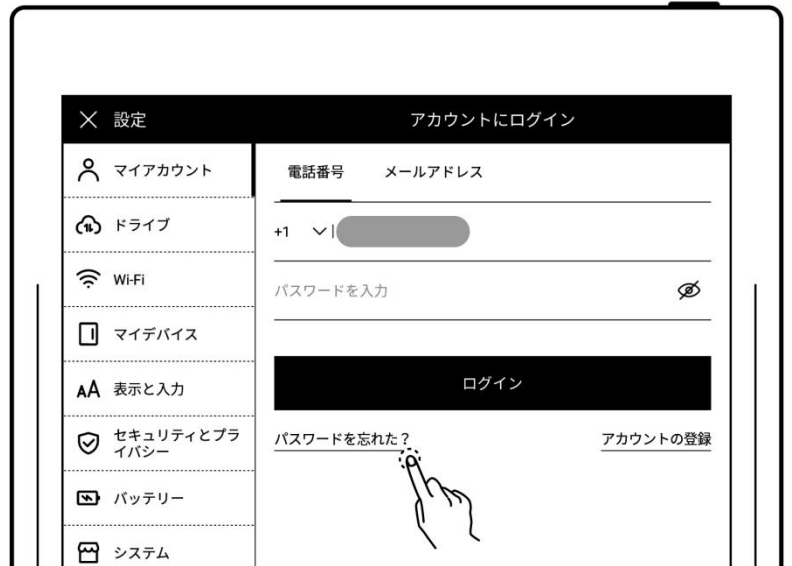 設定
アカウントにログイン
マイアカウント
ドライブ
Wi-Fi
マイデバイス
表示と入力
セキュリティとプラ
イバシー
バッテリー
システム
電話番号 メールアドレス
+1
パスワードを入力
ログイン
パスワードを忘れた？ アカウントの登録